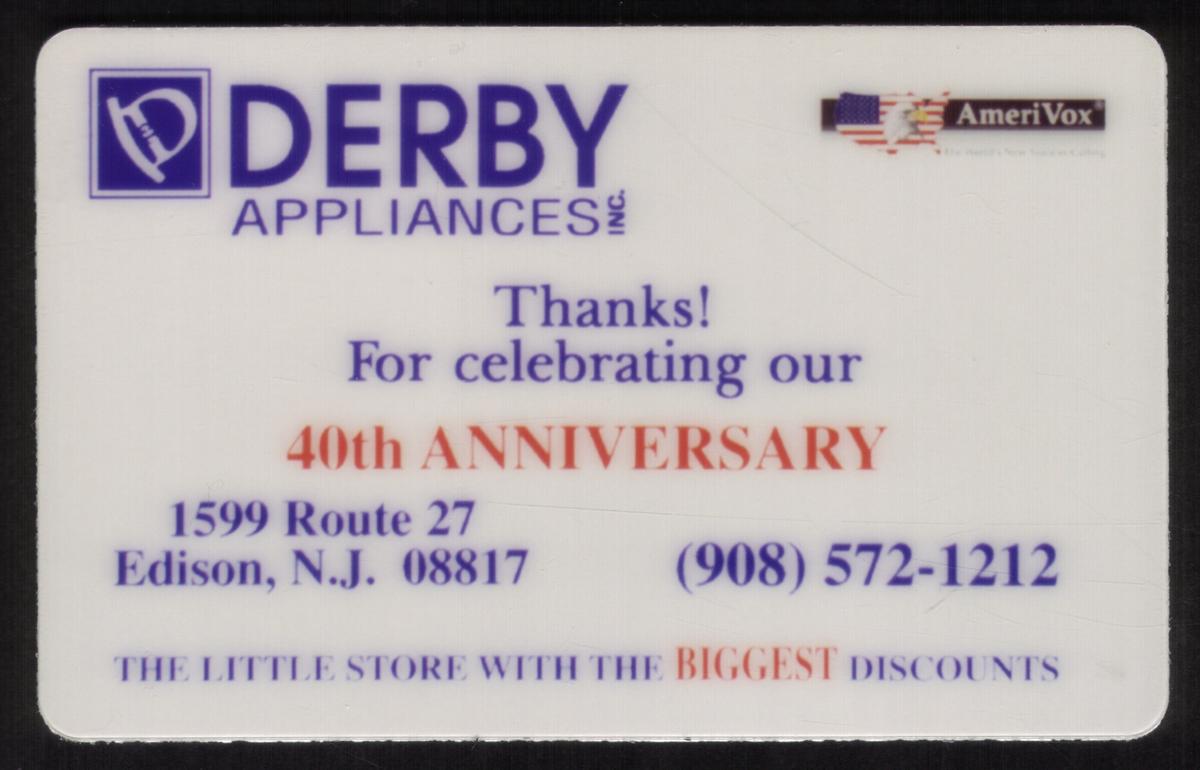 DERBY
APPLIANCES INC.
AmeriVox®
Thanks!
For celebrating our
40th ANNIVERSARY
1599 Route 27
Edison, N.J. 08817
(908) 572-1212
THE LITTLE STORE WITH THE BIGGEST DISCOUNTS